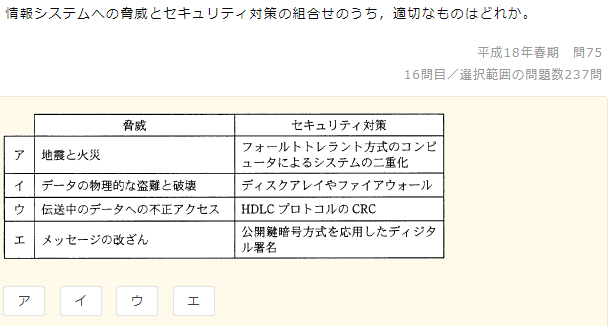 情報システムへの脅威とセキュリティ対策の組合せのうち，適切なものはどれか。
平成18年春期　問75
16問目／選択範囲の問題数237問
脅威　セキュリティ対策
ア　地震と火災　フォールトトレラント方式のコンピ
ュータによるシステムの二重化
イ　データの物理的な盗難と破壊　ディスクアレイやファイアウォール
ウ　伝送中のデータへの不正アクセス　HDLC プロトコルの CRC
エ　メッセージの改ざん　公開鍵暗号方式を応用したディジタ
ル署名
ア　イ　ウ　エ